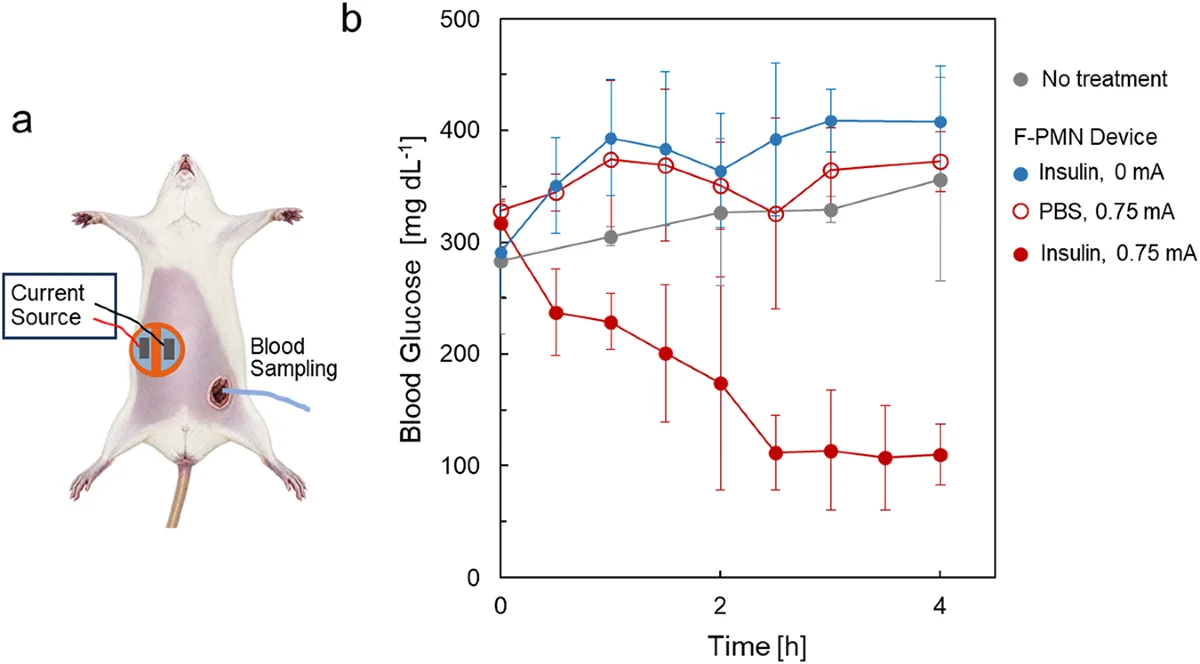 a
Current
Source
Blood
Sampling
b
500
400
300
200
100
0
Blood Glucose [mg dL⁻¹]
0
2
4
Time [h]
No treatment
F-PMN Device
Insulin, 0 mA
PBS, 0.75 mA
Insulin, 0.75 mA